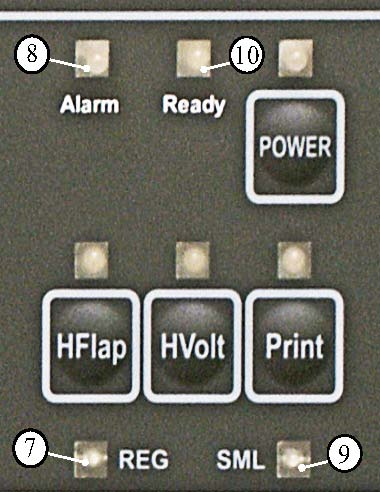 8 10
Alarm Ready
POWER
HFlap HVolt Print
7 REG SML 9